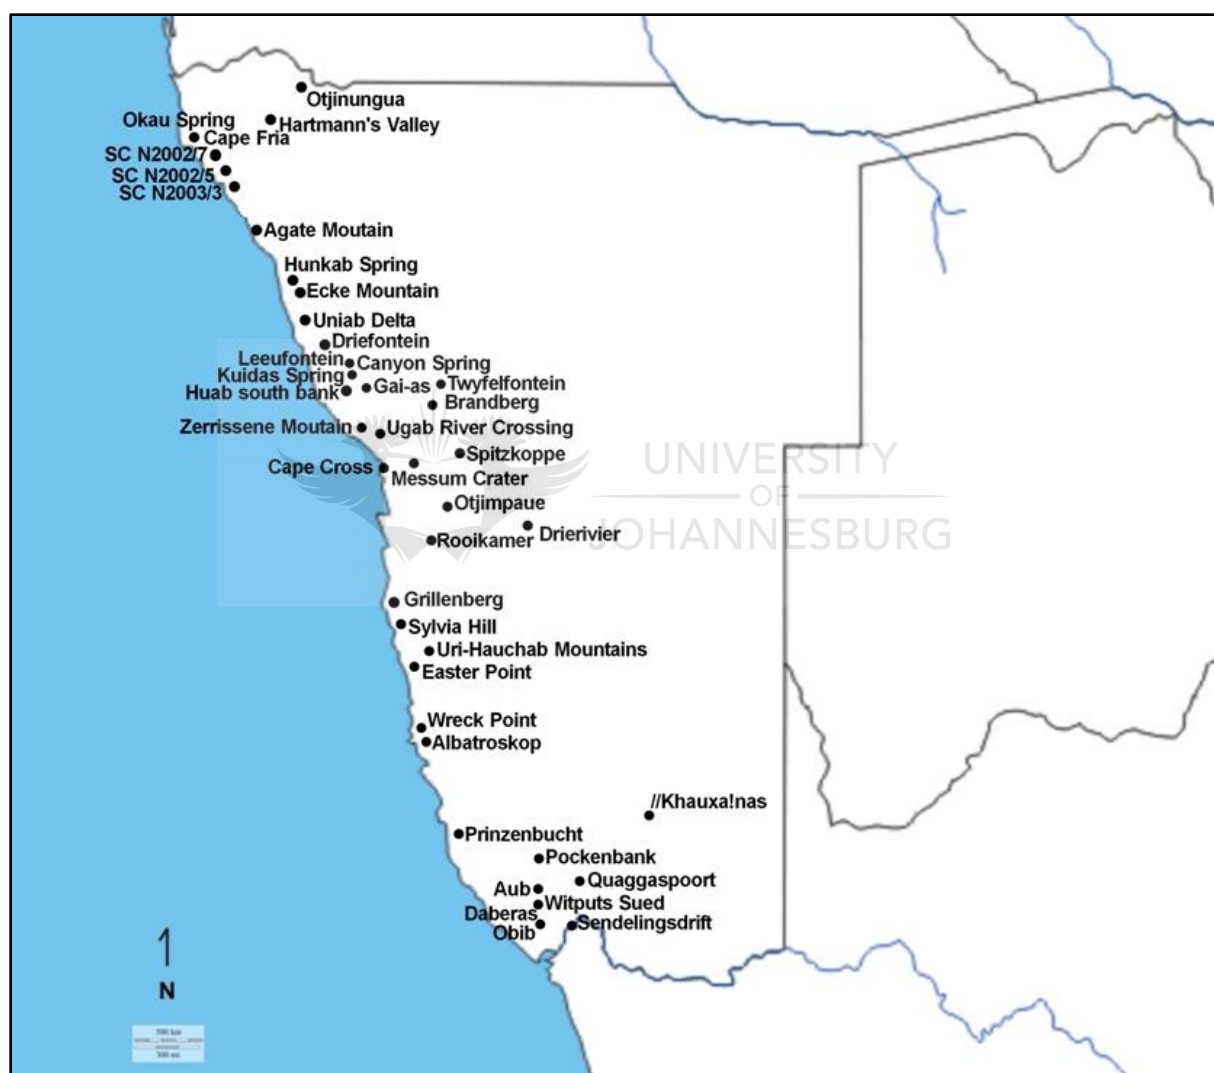 Otjinungua
Okau Spring
Hartmann's Valley
Cape Fria
SC N2002/7
SC N2002/5
SC N2003/3
Agate Moutain
Hunkab Spring
Ecke Mountain
Uniab Delta
Driefontein
Leeufontein
Canyon Spring
Kuidas Spring
Gai-as
Twyfelfontein
Huab south bank
Brandberg
Zerrissene Moutain
Ugab River Crossing
Spitzkoppe
Cape Cross
Messum Crater
UNIVERSITY
OF
JOHANNESBURG
Otjimpaue
Drierivier
Rooikamer
Grillenberg
Sylvia Hill
Uri-Hauchab Mountains
Easter Point
Wreck Point
Albatroskop
//Khauxa!nas
Prinzenbucht
Pockenbank
Quaggaspoort
Aub
Witputs Sued
Daberas
Sendelingsdrift
Obib
N